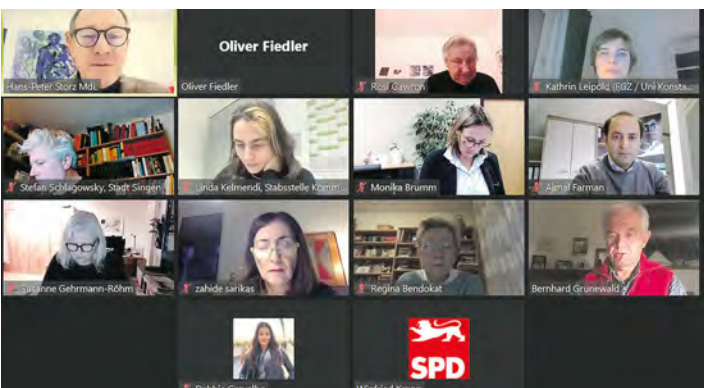 Oliver Fiedler
Hans-Peter Storz MdL
Oliver Fiedler
Rosi Gawron
Kathrin Leipold (FGZ / Uni Konsta...
Stefan Schlagowsky, Stadt Singen
Linda Kelmendi, Stabsstelle Komm...
Monika Brumm
Ajmal Farman
Susanne Gehrmann-Röhm
zahide sarikas
Regina Bendokat
Bernhard Grunewald
SPD